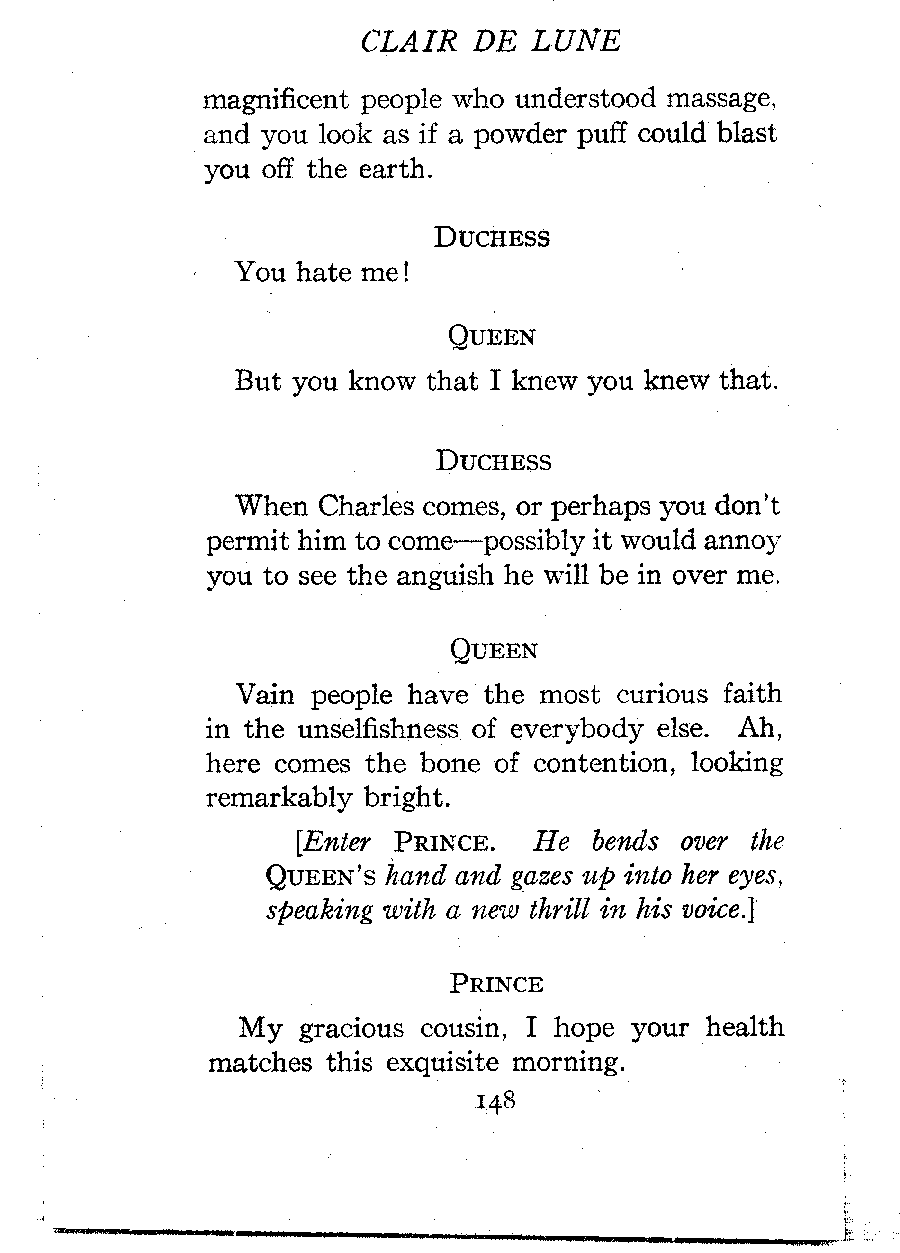 CLAIR DE LUNE
magnificent people who understood massage,
and you look as if a powder puff could blast
you off the earth.
DUCHESS
You hate me!
QUEEN
But you know that I knew you knew that.
DUCHESS
When Charles comes, or perhaps you don't
permit him to come—possibly it would annoy
you to see the anguish he will be in over me.
QUEEN
Vain people have the most curious faith
in the unselfishness of everybody else. Ah,
here comes the bone of contention, looking
remarkably bright.
[Enter PRINCE. He bends over the
QUEEN'S hand and gazes up into her eyes,
speaking with a new thrill in his voice.]
PRINCE
My gracious cousin, I hope your health
matches this exquisite morning.
148